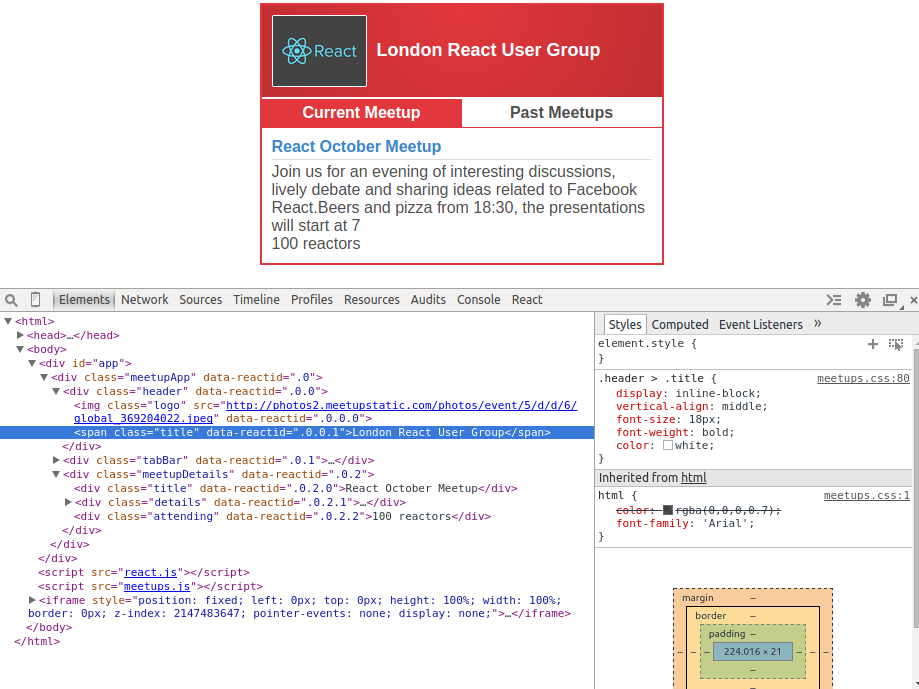 React
London React User Group
Current Meetup
Past Meetups
React October Meetup
Join us for an evening of interesting discussions,
lively debate and sharing ideas related to Facebook
React.Beers and pizza from 18:30, the presentations
will start at 7
100 reactors
Elements Network Sources Timeline Profiles Resources Audits Console React
<html>
<head>…</head>
<body>
<div id="app">
<div class="meetupApp" data-reactid=".0">
<div class="header" data-reactid=".0.0">
<img class="logo" src="http://photos2.meetupstatic.com/photos/event/5/d/d/6/
global_369204022.jpeg" data-reactid=".0.0.0">
<span class="title" data-reactid=".0.0.1">London React User Group</span>
</div>
<div class="tabBar" data-reactid=".0.1">…</div>
<div class="meetupDetails" data-reactid=".0.2">
<div class="title" data-reactid=".0.2.0">React October Meetup</div>
<div class="details" data-reactid=".0.2.1">…</div>
<div class="attending" data-reactid=".0.2.2">100 reactors</div>
</div>
</div>
</div>
<script src="react.js"></script>
<script src="meetups.js"></script>
<iframe style="position: fixed; left: 0px; top: 0px; height: 100%; width: 100%;
border: 0px; z-index: 2147483647; pointer-events: none; display: none;">…</iframe>
</body>
</html>
Styles Computed Event Listeners »
element.style {
}
.header > .title { meetups.css:80
display: inline-block;
vertical-align: middle;
font-size: 18px;
font-weight: bold;
color: white;
}
Inherited from html
html { meetups.css:1
color: rgba(0,0,0,0.7);
font-family: 'Arial';
}
margin –
border –
padding –
– – – 224.016 × 21 – – –
–
–